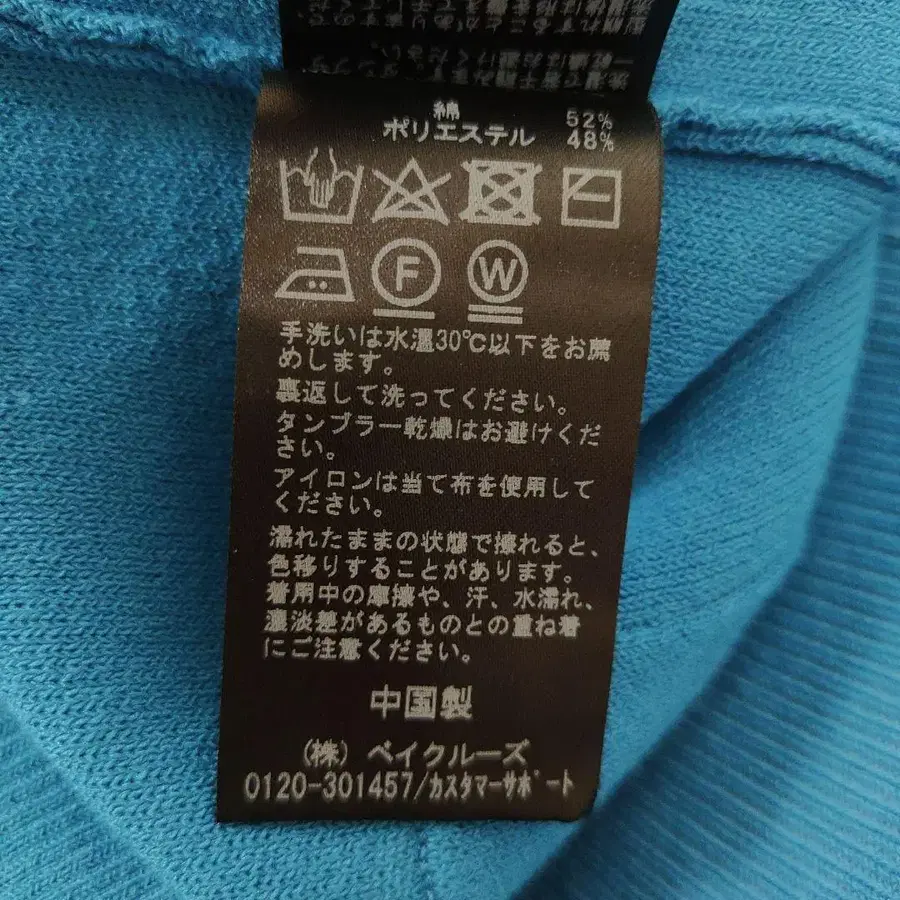 綿 52%
ポリエステル 48%
F W
手洗いは水温30℃以下をお薦
めします。
裏返して洗ってください。
タンブラー乾燥はお避けくだ
さい。
アイロンは当て布を使用して
ください。
濡れたままの状態で擦れると、
色移りすることがあります。
着用中の摩擦や、汗、水濡れ、
濃淡差があるものとの重ね着
にご注意ください。
中国製
(株) ベイクルーズ
0120-301457/カスタマーサポート